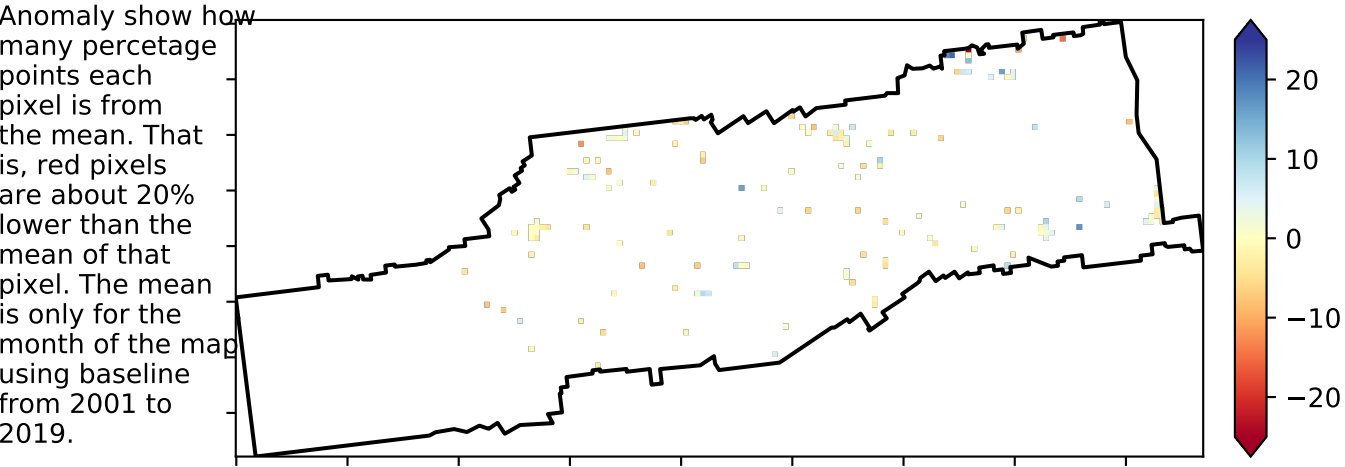 Anomaly show how
many percetage
points each
pixel is from
the mean. That
is, red pixels
are about 20%
lower than the
mean of that
pixel. The mean
is only for the
month of the map
using baseline
from 2001 to
2019.
20
10
0
−10
−20